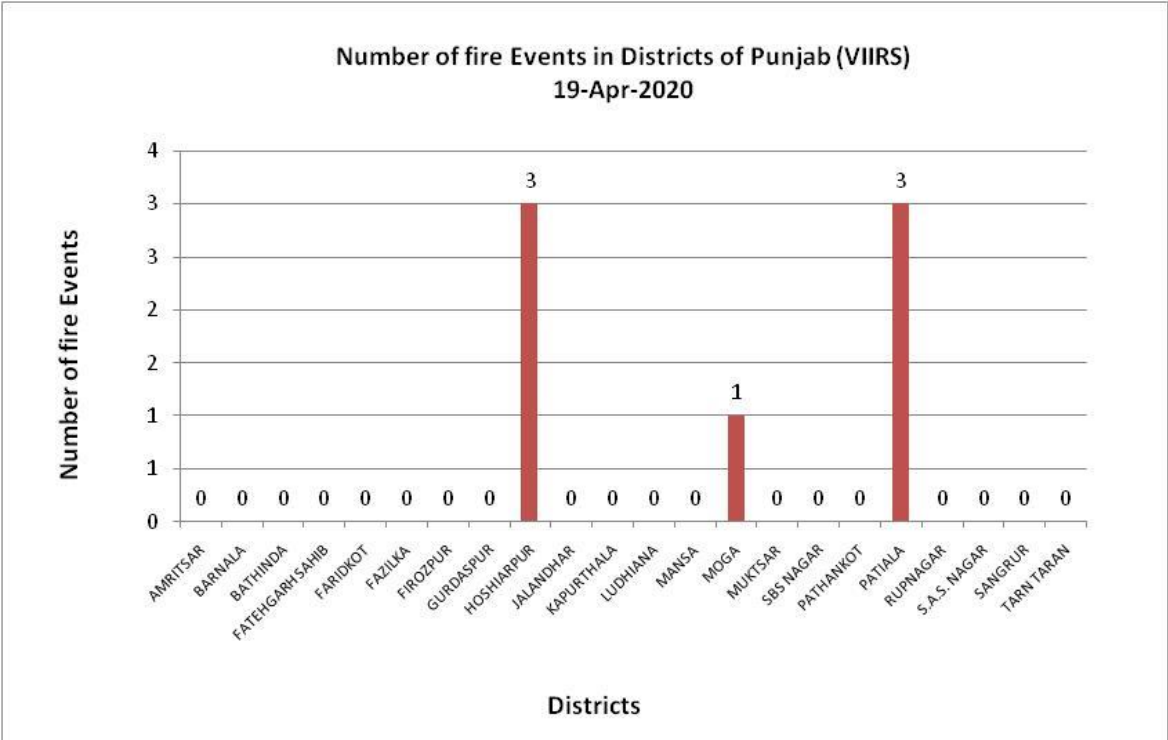 Number of fire Events in Districts of Punjab (VIIRS)
19-Apr-2020
Number of fire Events
4
3
3
2
2
1
1
0
0 0 0 0 0 0 0 0 3 0 0 0 0 1 0 0 0 3 0 0 0 0
AMRITSAR
BARNALA
BATHINDA
FATEHGARH SAHIB
FARIDKOT
FAZILKA
FIROZPUR
GURDASPUR
HOSHIARPUR
JALANDHAR
KAPURTHALA
LUDHIANA
MANSA
MOGA
MUKTSAR
SBS NAGAR
PATHANKOT
PATIALA
RUPNAGAR
S.A.S. NAGAR
SANGRUR
TARN TARAN
Districts